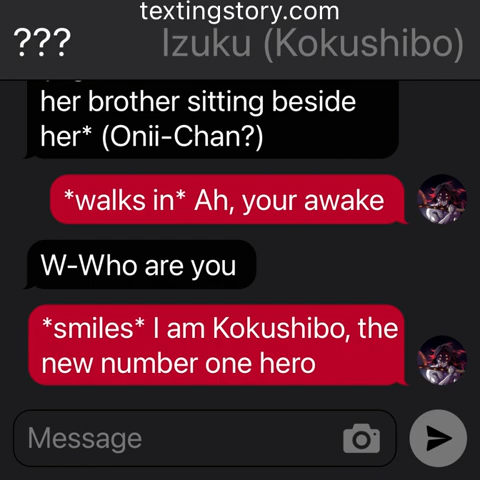 textingstory.com
???
Izuku (Kokushibo)
her brother sitting beside
her* (Onii-Chan?)
*walks in* Ah, your awake
W-Who are you
*smiles* I am Kokushibo, the
new number one hero
Message